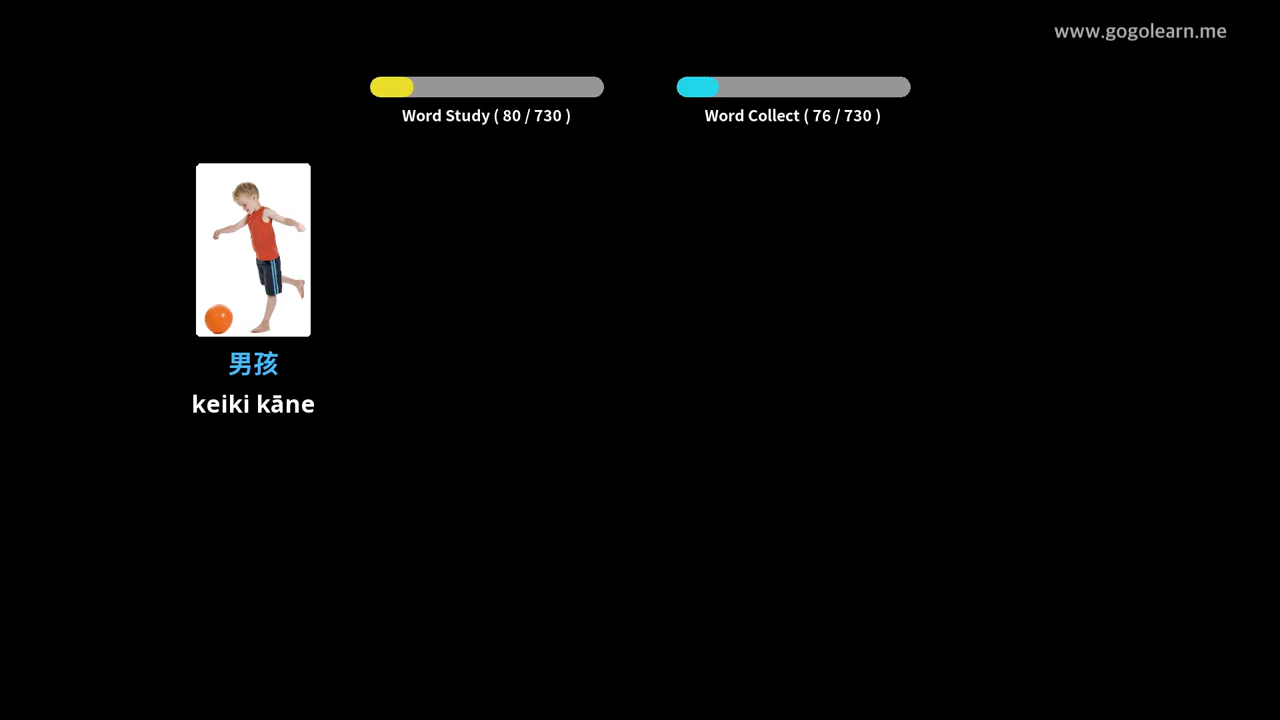 www.gogolearn.me
Word Study ( 80 / 730 )
Word Collect ( 76 / 730 )
男孩
keiki kāne